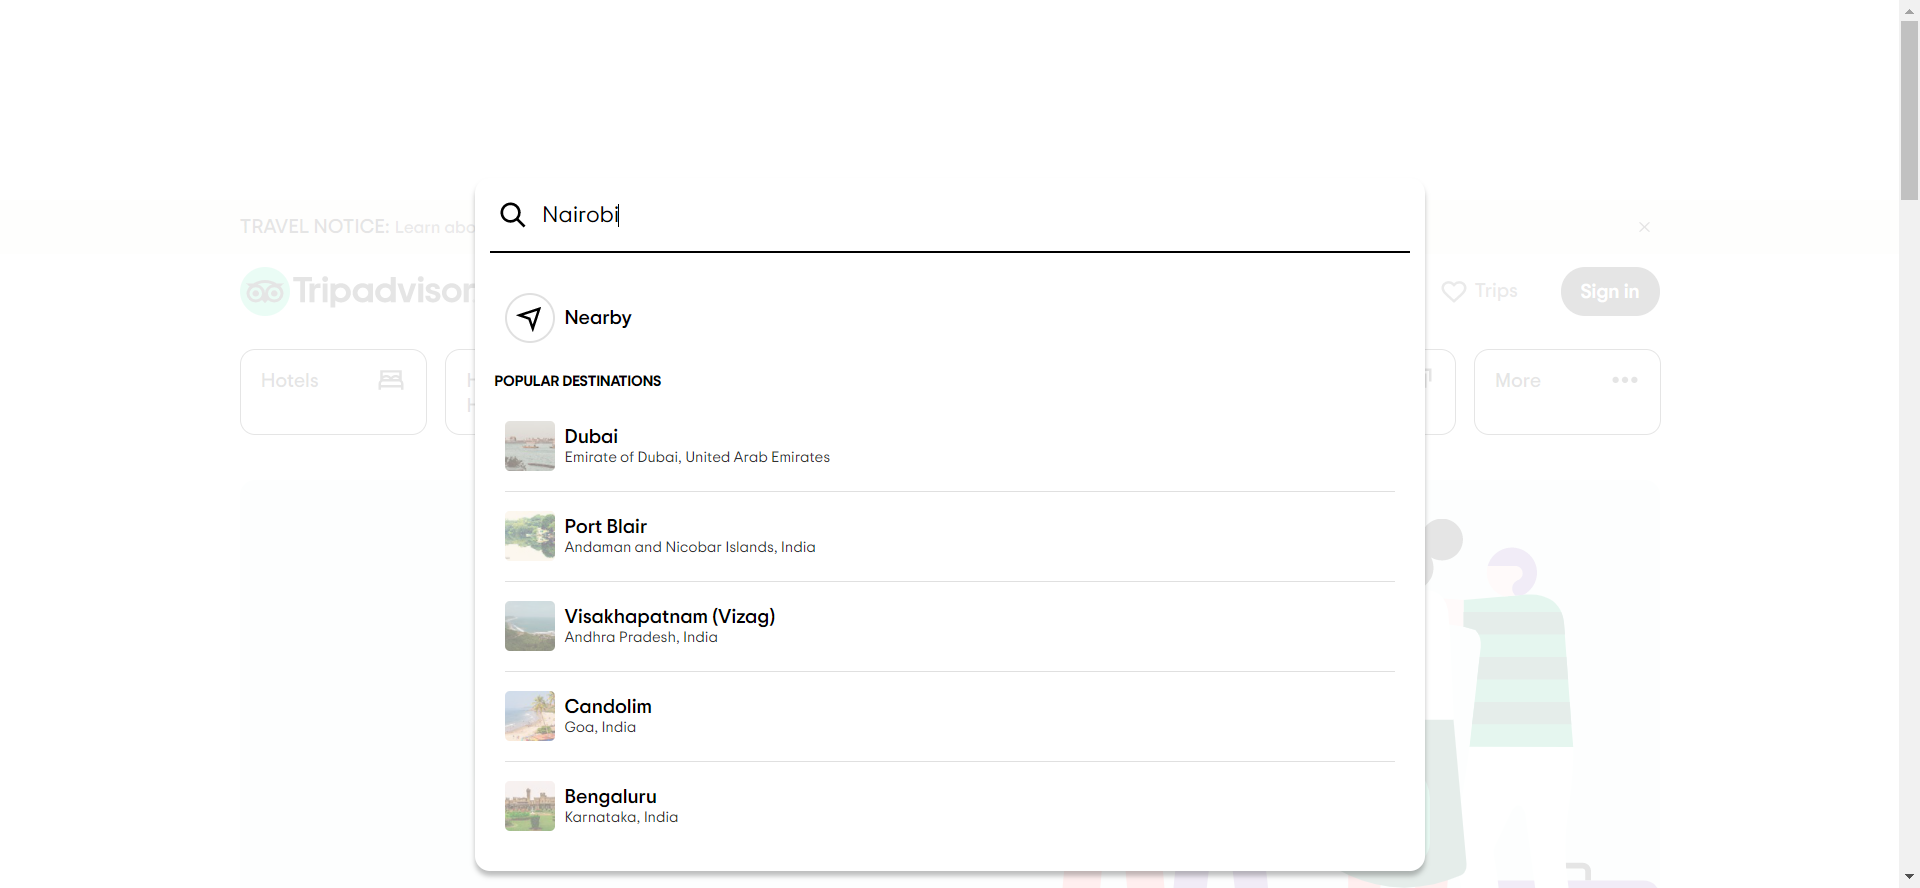 Nairobi
TRAVEL NOTICE: Learn abo
Tripadvisor
Trips
Sign in
Nearby
Hotels
More
POPULAR DESTINATIONS
Dubai
Emirate of Dubai, United Arab Emirates
Port Blair
Andaman and Nicobar Islands, India
Visakhapatnam (Vizag)
Andhra Pradesh, India
Candolim
Goa, India
Bengaluru
Karnataka, India